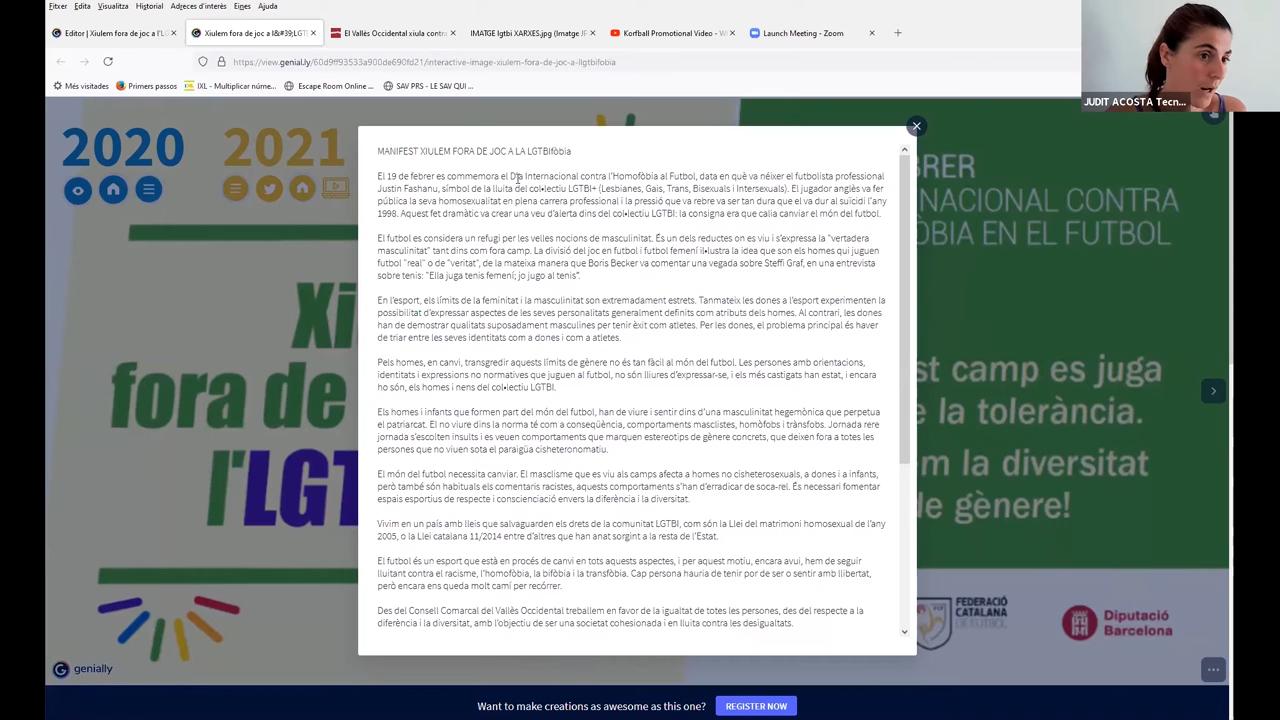 Fitxer Edita Visualitza Historial Adreces d'interès Eines Ajuda
Editor | Xiulem fora de joc a l'LG
Xiulem fora de joc a l&#39;LGT
El Vallès Occidental xiula contra
IMATGE lgtbi XARXES.jpg (Imatge JF
Korfball Promotional Video - 
Launch Meeting - Zoom
https://view.genial.ly/60d9ff93533a900de690fd21/interactive-image-xiulem-fora-de-joc-a-llgtbifobia
Més visitades Primers passos IXL - Multiplicar núme... Escape Room Online ... SAV PRS - LE SAV QUI ...
JUDIT ACOSTA Tecn...
2020
2021
MANIFEST XIULEM FORA DE JOC A LA LGTBIfòbia
El 19 de febrer es commemora el Dia Internacional contra l'Homofòbia al Futbol, data en què va néixer el futbolista professional
Justin Fashanu, símbol de la lluita del col•lectiu LGTBI+ (Lesbianes, Gais, Trans, Bisexuals i Intersexuals). El jugador anglès va fer
pública la seva homosexualitat en plena carrera professional i la pressió que va rebre va ser tan dura que el va dur al suïcidi l'any
1998. Aquest fet dramàtic va crear una veu d'alerta dins del col•lectiu LGTBI: la consigna era que calia canviar el món del futbol.
El futbol es considera un refugi per les velles nocions de masculinitat. És un dels reductes on es viu i s'expressa la "vertadera
masculinitat" tant dins com fora camp. La divisió del joc en futbol i futbol femení il•lustra la idea que son els homes qui juguen
futbol "real" o de "veritat", de la mateixa manera que Boris Becker va comentar una vegada sobre Steffi Graf, en una entrevista
sobre tenis: "Ella juga tenis femení; jo jugo al tenis".
En l'esport, els límits de la feminitat i la masculinitat son extremadament estrets. Tanmateix les dones a l'esport experimenten la
possibilitat d'expressar aspectes de les seves personalitats generalment definits com atributs dels homes. Al contrari, les dones
han de demostrar qualitats suposadament masculines per tenir èxit com atletes. Per les dones, el problema principal és haver
de triar entre les seves identitats com a dones i com a atletes.
Pels homes, en canvi, transgredir aquests límits de gènere no és tan fàcil al món del futbol. Les persones amb orientacions,
identitats i expressions no normatives que juguen al futbol, no són lliures d'expressar-se, i els més castigats han estat, i encara
ho són, els homes i nens del col•lectiu LGTBI.
Els homes i infants que formen part del món del futbol, han de viure i sentir dins d'una masculinitat hegemònica que perpetua
el patriarcat. El no viure dins la norma té com a conseqüència, comportaments masclistes, homòfobs i trànsfobs. Jornada rere
jornada s'escolten insults i es veuen comportaments que marquen estereotips de gènere concrets, que deixen fora a totes les
persones que no viuen sota el paraigüa cisheteronomatiu.
El món del futbol necessita canviar. El masclisme que es viu als camps afecta a homes no cisheterosexuals, a dones i a infants,
però també són habituals els comentaris racistes, aquests comportaments s'han d'erradicar de soca-rel. És necessari fomentar
espais esportius de respecte i conscienciació envers la diferència i la diversitat.
Vivim en un país amb lleis que salvaguarden els drets de la comunitat LGTBI, com són la Llei del matrimoni homosexual de l'any
2005, o la Llei catalana 11/2014 entre d'altres que han anat sorgint a la resta de l'Estat.
El futbol és un esport que està en procés de canvi en tots aquests aspectes, i per aquest motiu, encara avui, hem de seguir
lluitant contra el racisme, l'homofòbia, la bifòbia i la transfòbia. Cap persona hauria de tenir por de ser o sentir amb llibertat,
però encara ens queda molt camí per recórrer.
Des del Consell Comarcal del Vallès Occidental treballem en favor de la igualtat de totes les persones, des del respecte a la
diferència i la diversitat, amb l'objectiu de ser una societat cohesionada i en lluita contra les desigualtats.
Xi
fora de
l'LGT
BRER
CONTRA
ÒBIA EN EL FUTBOL
st camp es juga
la tolerància.
m la diversitat
de gènere!
FCF
FEDERACIÓ
CATALANA
DE FUTBOL
Diputació
Barcelona
genially
Want to make creations as awesome as this one?
REGISTER NOW